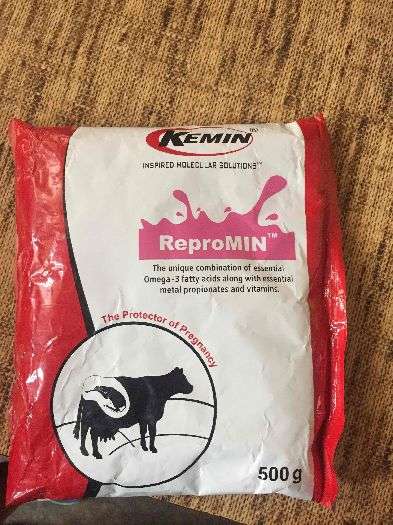 KEMIN®
INSPIRED MOLECULAR SOLUTIONS™
ReproMIN™
The unique combination of essential
Omega-3 fatty acids along with essential
metal propionates and vitamins.
The Protector of Pregnancy
500 g